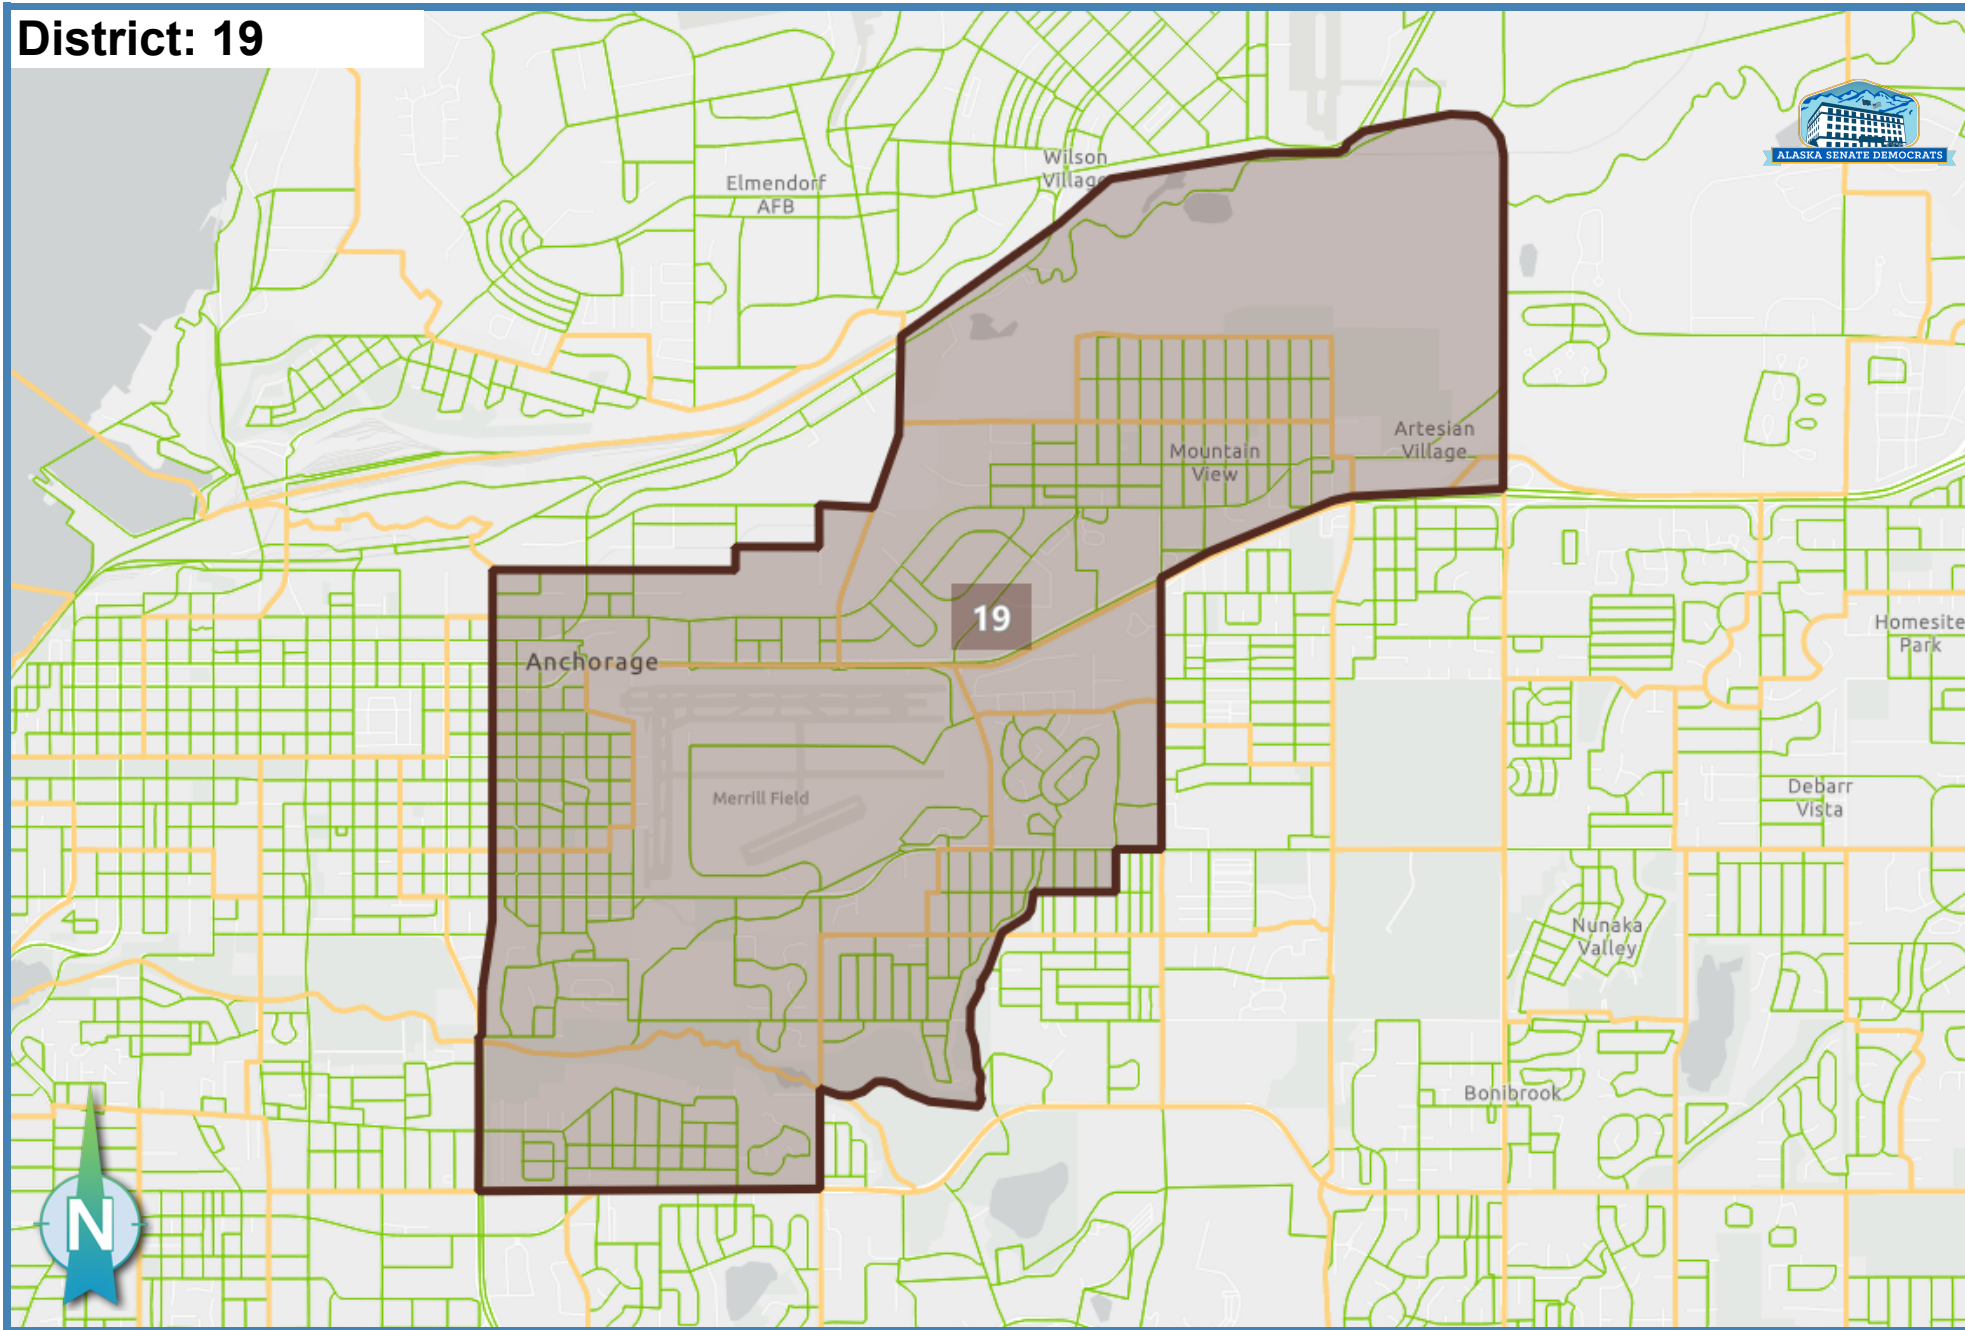 District: 19
ALASKA SENATE DEMOCRATS
Wilson
Village
Elmendorf
AFB
Artesian
Village
Mountain
View
19
Homesite
Park
Anchorage
Debarr
Vista
Merrill Field
Nunaka
Valley
Bonibrook
N